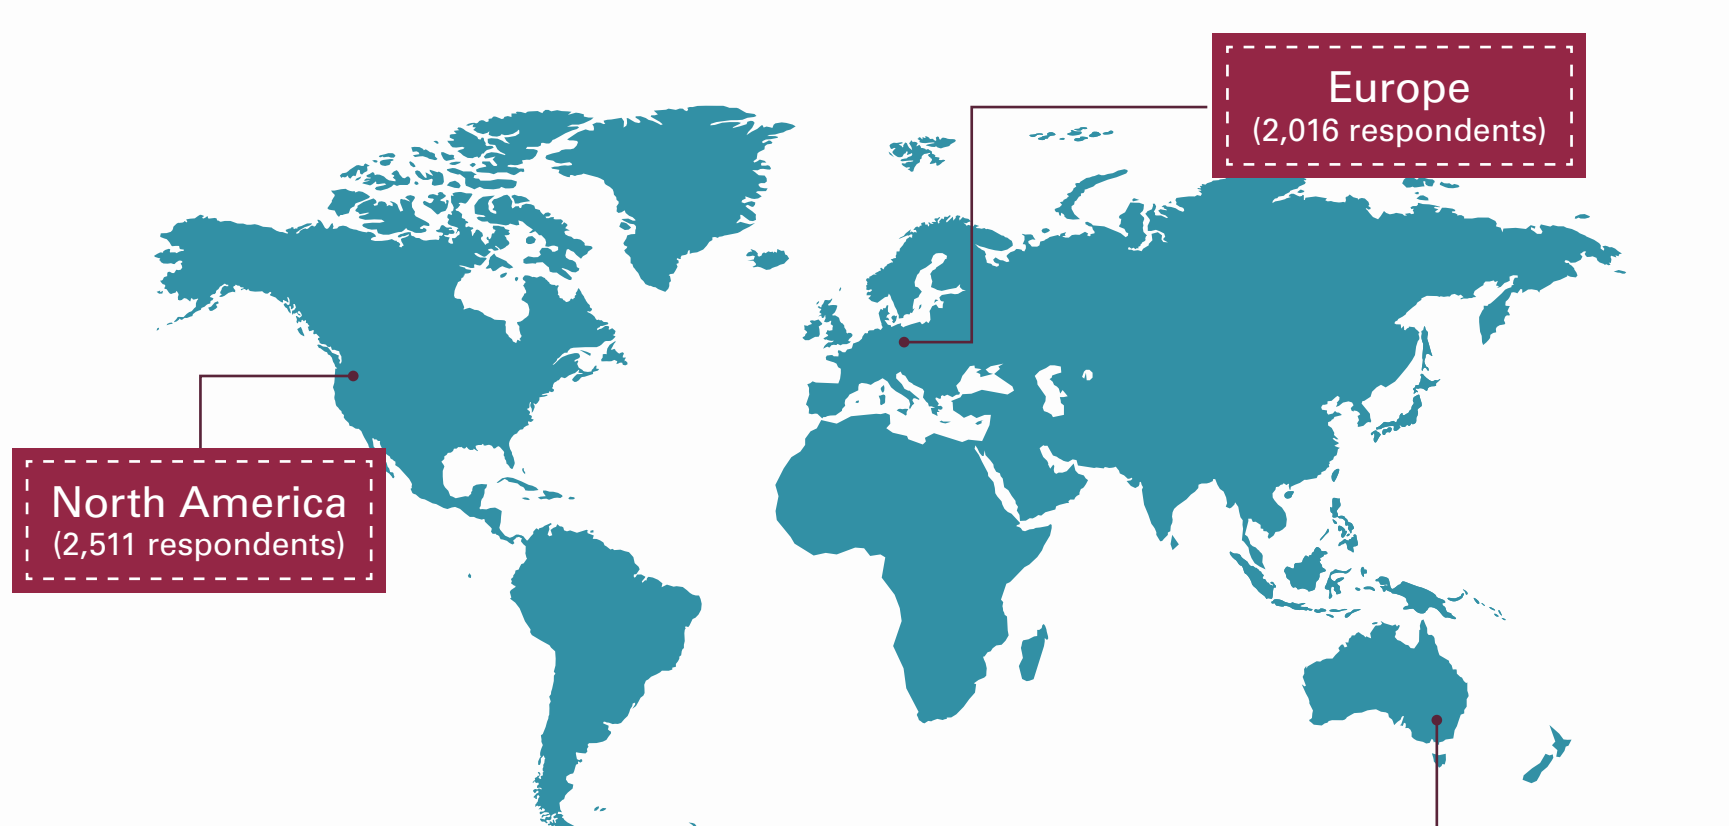 Europe
(2,016 respondents)
North America
(2,511 respondents)